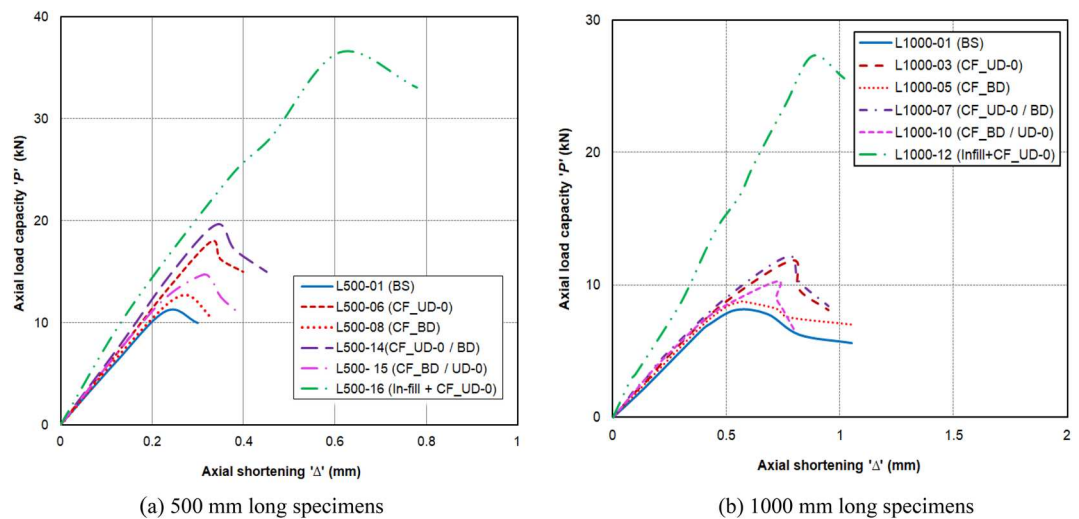 40
35
30
25
20
15
10
5
0
Axial load capacity 'P' (kN)
L500-01 (BS)
L500-06 (CF_UD-0)
L500-08 (CF_BD)
L500-14(CF_UD-0 / BD)
L500- 15 (CF_BD / UD-0)
L500-16 (In-fill + CF_UD-0)
0 0.2 0.4 0.6 0.8 1
Axial shortening 'Δ' (mm)
(a) 500 mm long specimens
30
20
10
0
Axial load capacity 'P' (kN)
L1000-01 (BS)
L1000-03 (CF_UD-0)
L1000-05 (CF_BD)
L1000-07 (CF_UD-0 / BD)
L1000-10 (CF_BD / UD-0)
L1000-12 (Infill+CF_UD-0)
0 0.5 1 1.5 2
Axial shortening 'Δ' (mm)
(b) 1000 mm long specimens